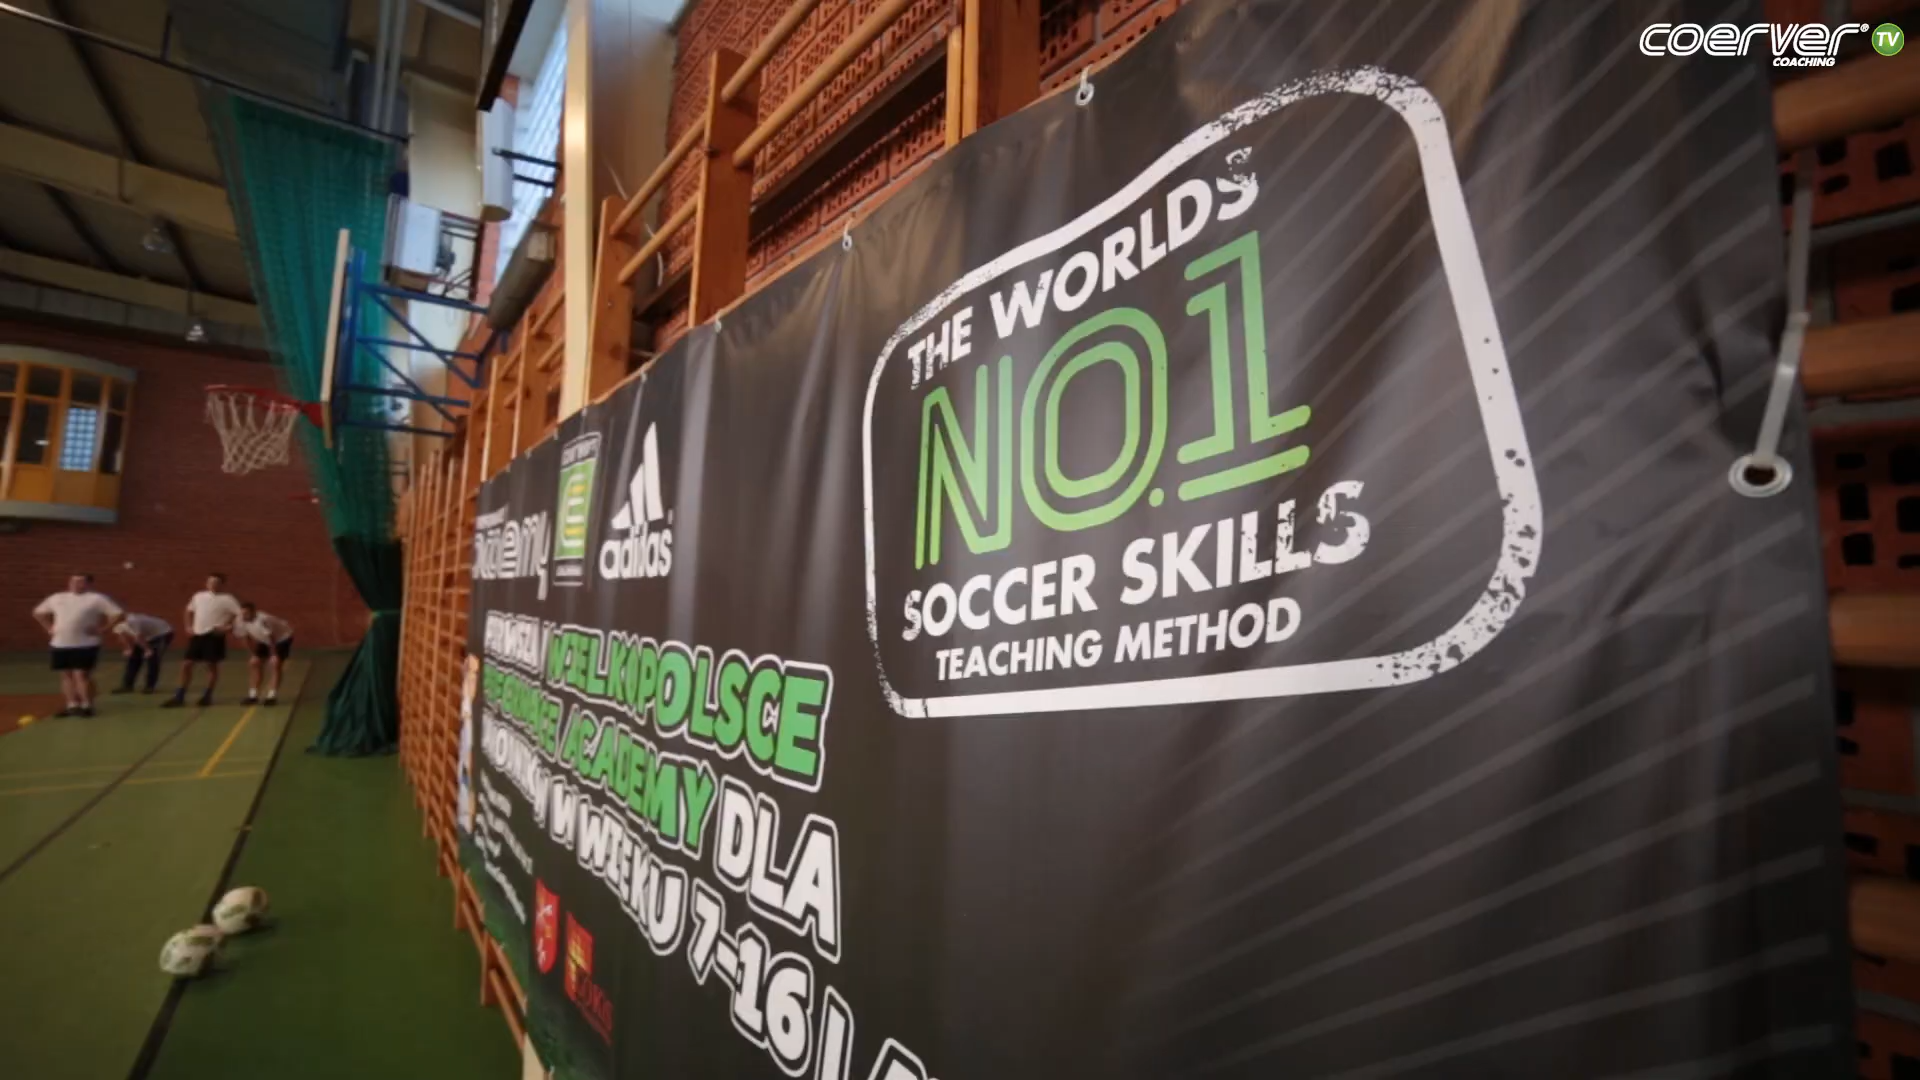 coerver® TV
COACHING
THE WORLDS
NO.1
SOCCER SKILLS
TEACHING METHOD
adidas
WIELKOPOLSCE
ACADEMY DLA
W WIEKU 7-16 L